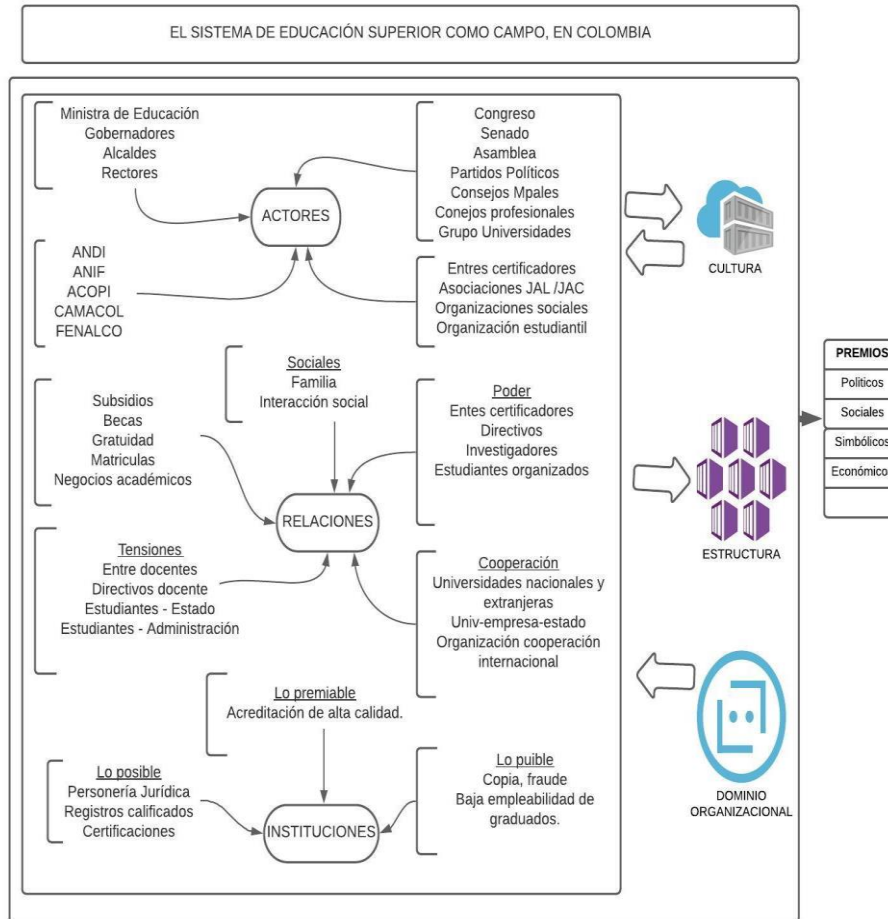 EL SISTEMA DE EDUCACIÓN SUPERIOR COMO CAMPO, EN COLOMBIA
Ministra de Educación
Gobernadores
Alcaldes
Rectores
Congreso
Senado
Asamblea
Partidos Políticos
Consejos Mpales
Conejos profesionales
Grupo Universidades
ACTORES
ANDI
ANIF
ACOPI
CAMACOL
FENALCO
Entres certificadores
Asociaciones JAL /JAC
Organizaciones sociales
Organización estudiantil
CULTURA
Sociales
Familia
Interacción social
Subsidios
Becas
Gratuidad
Matriculas
Negocios académicos
Poder
Entes certificadores
Directivos
Investigadores
Estudiantes organizados
RELACIONES
Tensiones
Entre docentes
Directivos docente
Estudiantes - Estado
Estudiantes - Administración
Cooperación
Universidades nacionales y
extranjeras
Univ-empresa-estado
Organización cooperación
internacional
ESTRUCTURA
PREMIOS
Politicos
Sociales
Simbólicos
Económico
Lo premiable
Acreditación de alta calidad.
Lo posible
Personería Jurídica
Registros calificados
Certificaciones
Lo puible
Copia, fraude
Baja empleabilidad de
graduados.
INSTITUCIONES
DOMINIO
ORGANIZACIONAL